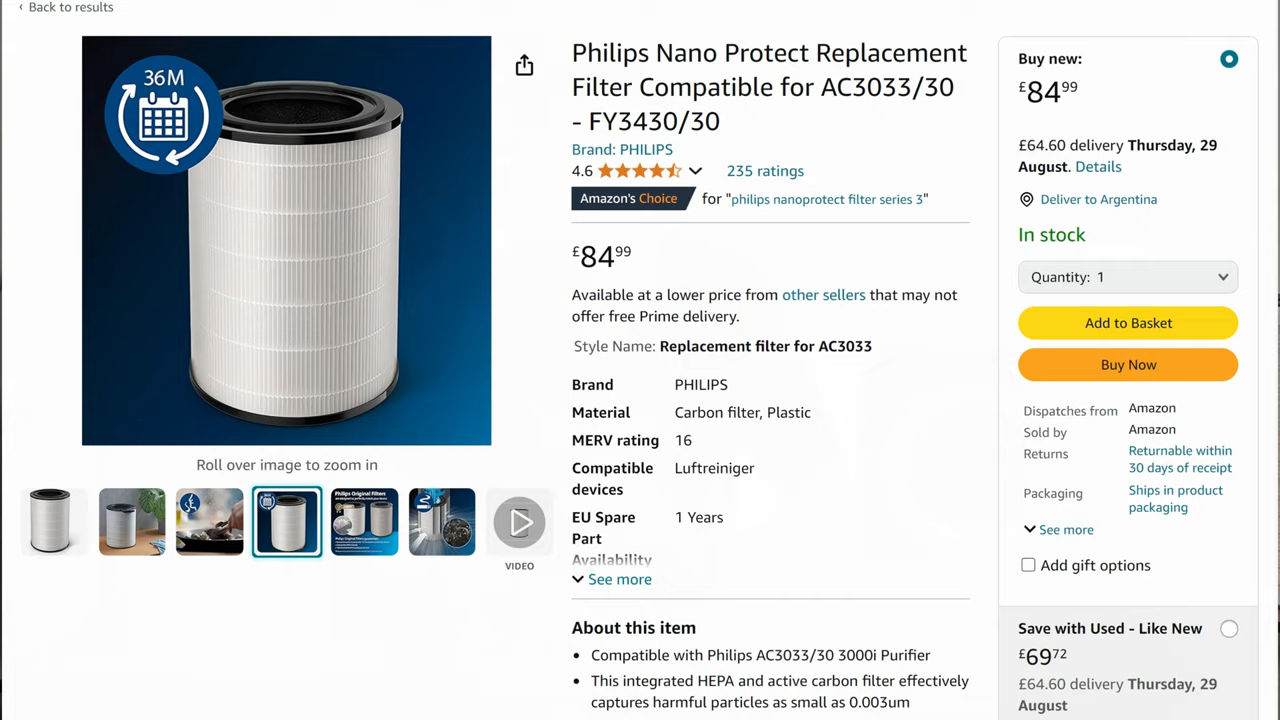 ‹ Back to results
36M
Roll over image to zoom in
Philips Original Filters
VIDEO
Philips Nano Protect Replacement
Filter Compatible for AC3033/30
- FY3430/30
Brand: PHILIPS
4.6
235 ratings
Amazon's Choice for "philips nanoprotect filter series 3"
£84⁹⁹
Available at a lower price from other sellers that may not
offer free Prime delivery.
Style Name: Replacement filter for AC3033
Brand PHILIPS
Material Carbon filter, Plastic
MERV rating 16
Compatible Luftreiniger
devices
EU Spare 1 Years
Part
Availability
See more
About this item
• Compatible with Philips AC3033/30 3000i Purifier
• This integrated HEPA and active carbon filter effectively
captures harmful particles as small as 0.003um
Buy new:
£84⁹⁹
£64.60 delivery Thursday, 29
August. Details
Deliver to Argentina
In stock
Quantity: 1
Add to Basket
Buy Now
Dispatches from Amazon
Sold by Amazon
Returns Returnable within
30 days of receipt
Packaging Ships in product
packaging
See more
Add gift options
Save with Used - Like New
£69⁷²
£64.60 delivery Thursday, 29
August